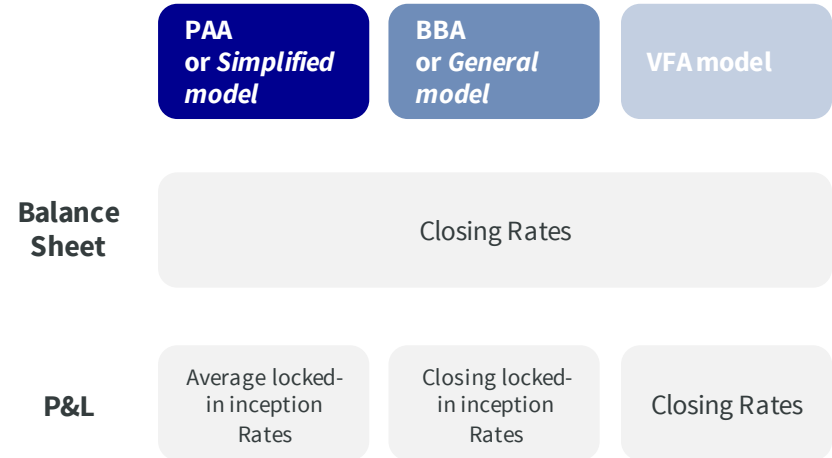 PAA
or Simplified
model
BBA
or General
model
VFA model
Balance
Sheet
Closing Rates
P&L
Average locked-
in inception
Rates
Closing locked-
in inception
Rates
Closing Rates